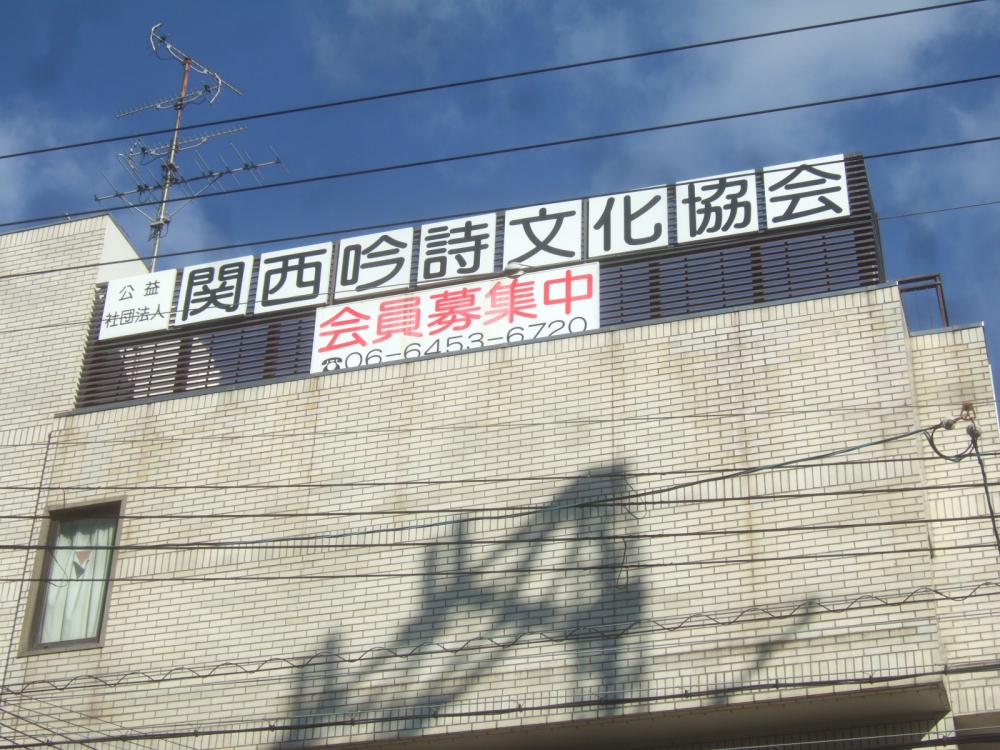 公益
社団法人
関西吟詩文化協会
会員募集中
☎06-6453-6720